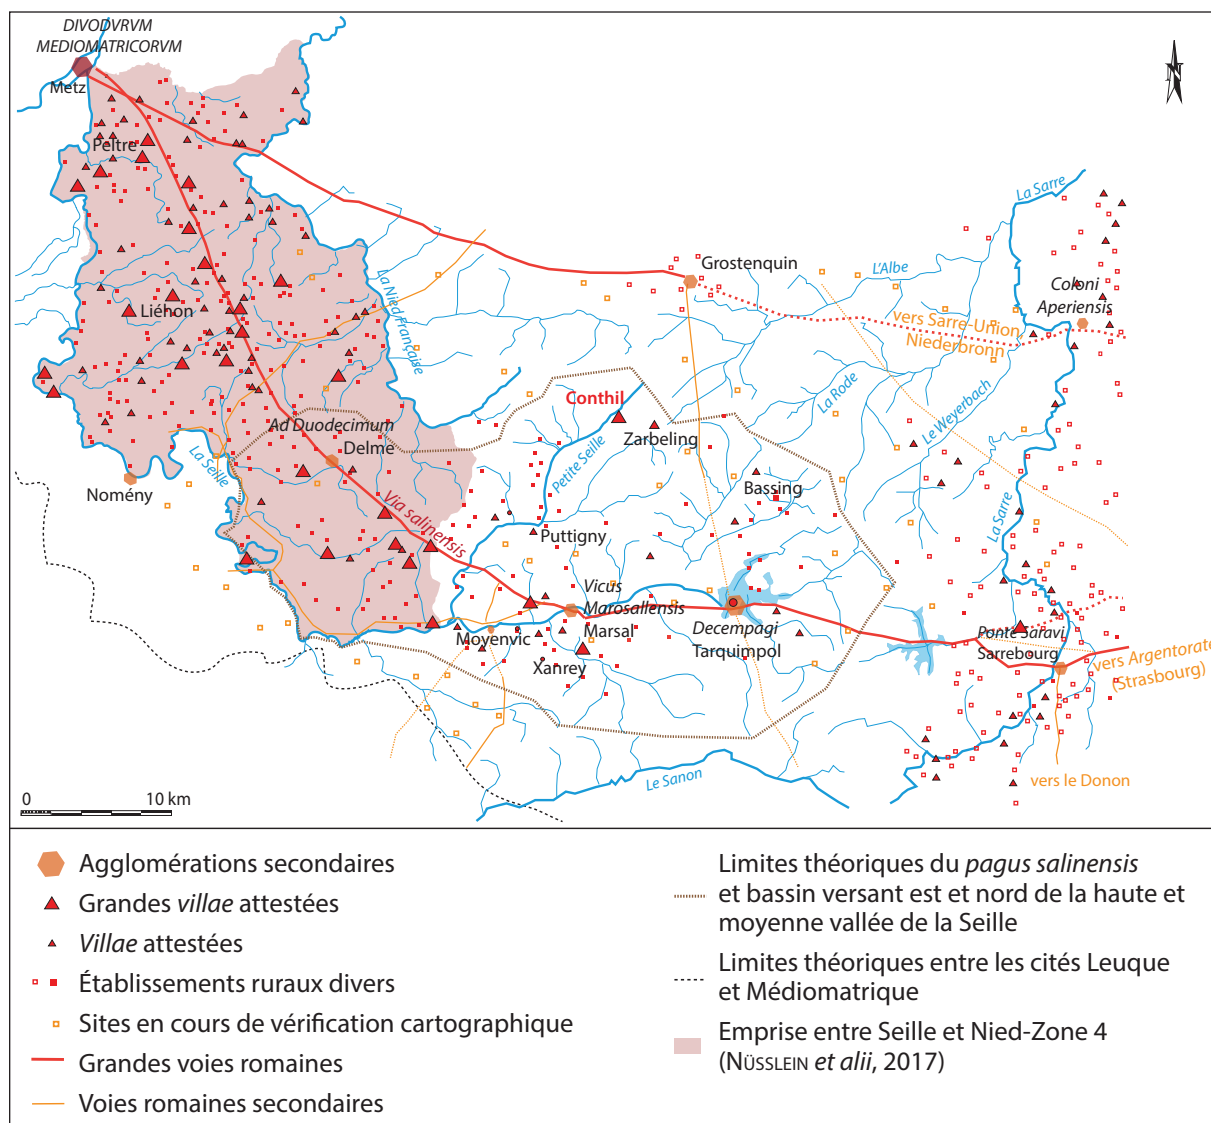 DIVODVRVM
MEDIOMATRICORVM
Metz
N
Peltre
La Sarre
La Nied Française
Grostenquin
L'Albe
Coloni
Aperiensis
Liéhon
vers Sarre-Union
Niederbronn
Conthil
La Rode
Le Weyerbach
Ad Duodecimum
Delme
Zarbeling
La Seille
Petite Seille
Nomény
Bassing
Via salinensis
La Sarre
Puttigny
Vicus
Marosallensis
Marsal
Moyenvic
Decempagi
Tarquimpol
Ponte Saravi
Sarrebourg
Xanrey
vers Argentorate
(Strasbourg)
Le Sanon
vers le Donon
0 10 km
Agglomérations secondaires
Grandes villae attestées
Villae attestées
Établissements ruraux divers
Sites en cours de vérification cartographique
Grandes voies romaines
Voies romaines secondaires
Limites théoriques du pagus salinensis
et bassin versant est et nord de la haute et
moyenne vallée de la Seille
Limites théoriques entre les cités Leuque
et Médiomatrique
Emprise entre Seille et Nied-Zone 4
(NÜSSLEIN et alii, 2017)